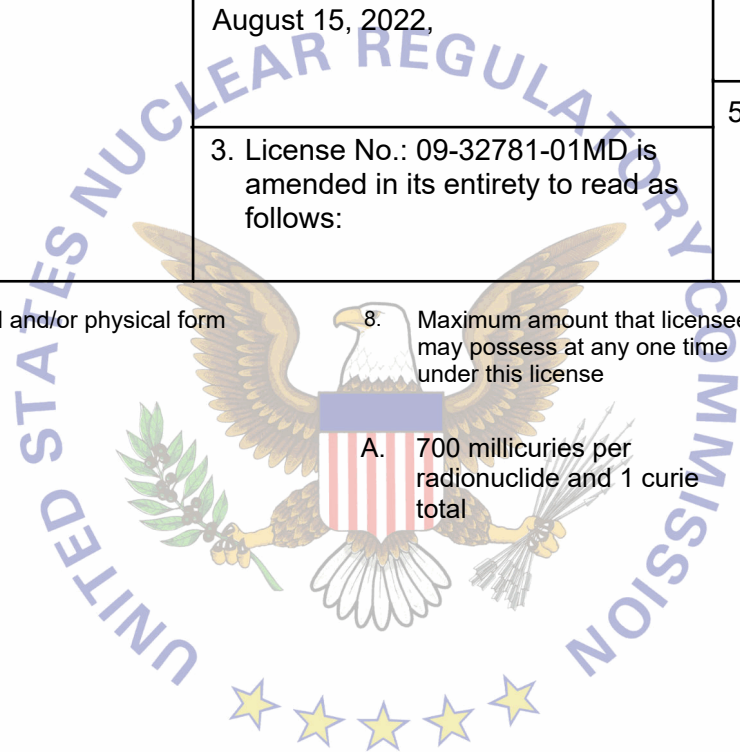 August 15, 2022,
5
3. License No.: 09-32781-01MD is
amended in its entirety to read as
follows:
and/or physical form
8. Maximum amount that licensee
may possess at any one time
under this license
A. 700 millicuries per
radionuclide and 1 curie
total
UNITED STATES NUCLEAR REGULATORY COMMISSION